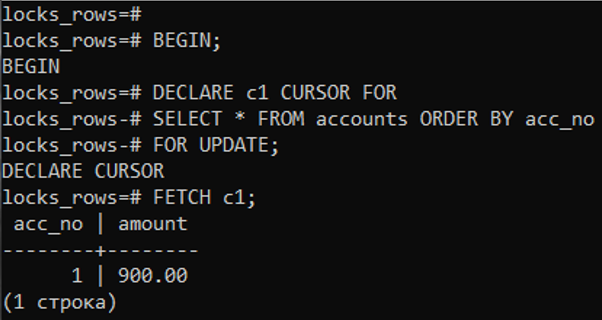 locks_rows=#
locks_rows=# BEGIN;
BEGIN
locks_rows=# DECLARE c1 CURSOR FOR
locks_rows-# SELECT * FROM accounts ORDER BY acc_no
locks_rows-# FOR UPDATE;
DECLARE CURSOR
locks_rows=# FETCH c1;
 acc_no | amount
--------+--------
      1 | 900.00
(1 строка)